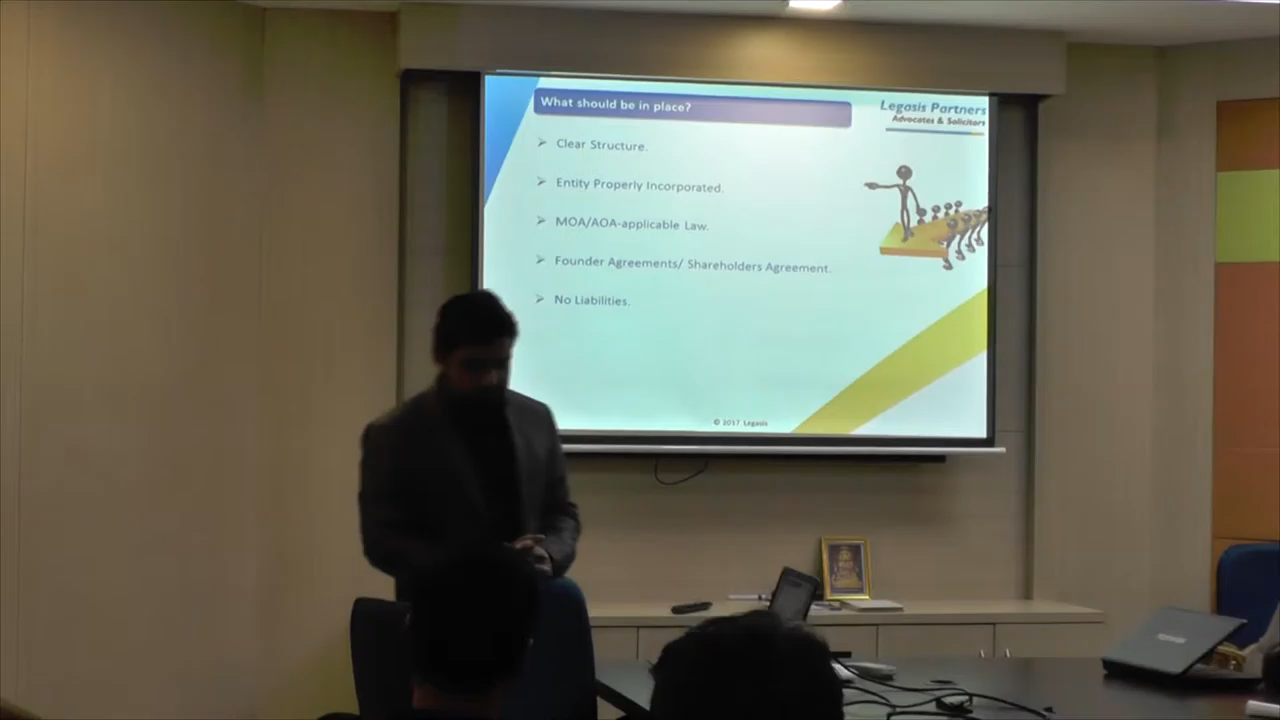 What should be in place?
Legasis Partners
Advocates & Solicitors
➢ Clear Structure.
➢ Entity Properly Incorporated.
➢ MOA/AOA-applicable Law.
➢ Founder Agreements/ Shareholders Agreement.
➢ No Liabilities.
© 2017 Legasis